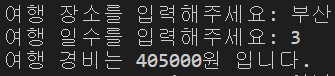 여행 장소를 입력해주세요: 부산
여행 일수를 입력해주세요: 3
여행 경비는 405000원 입니다.